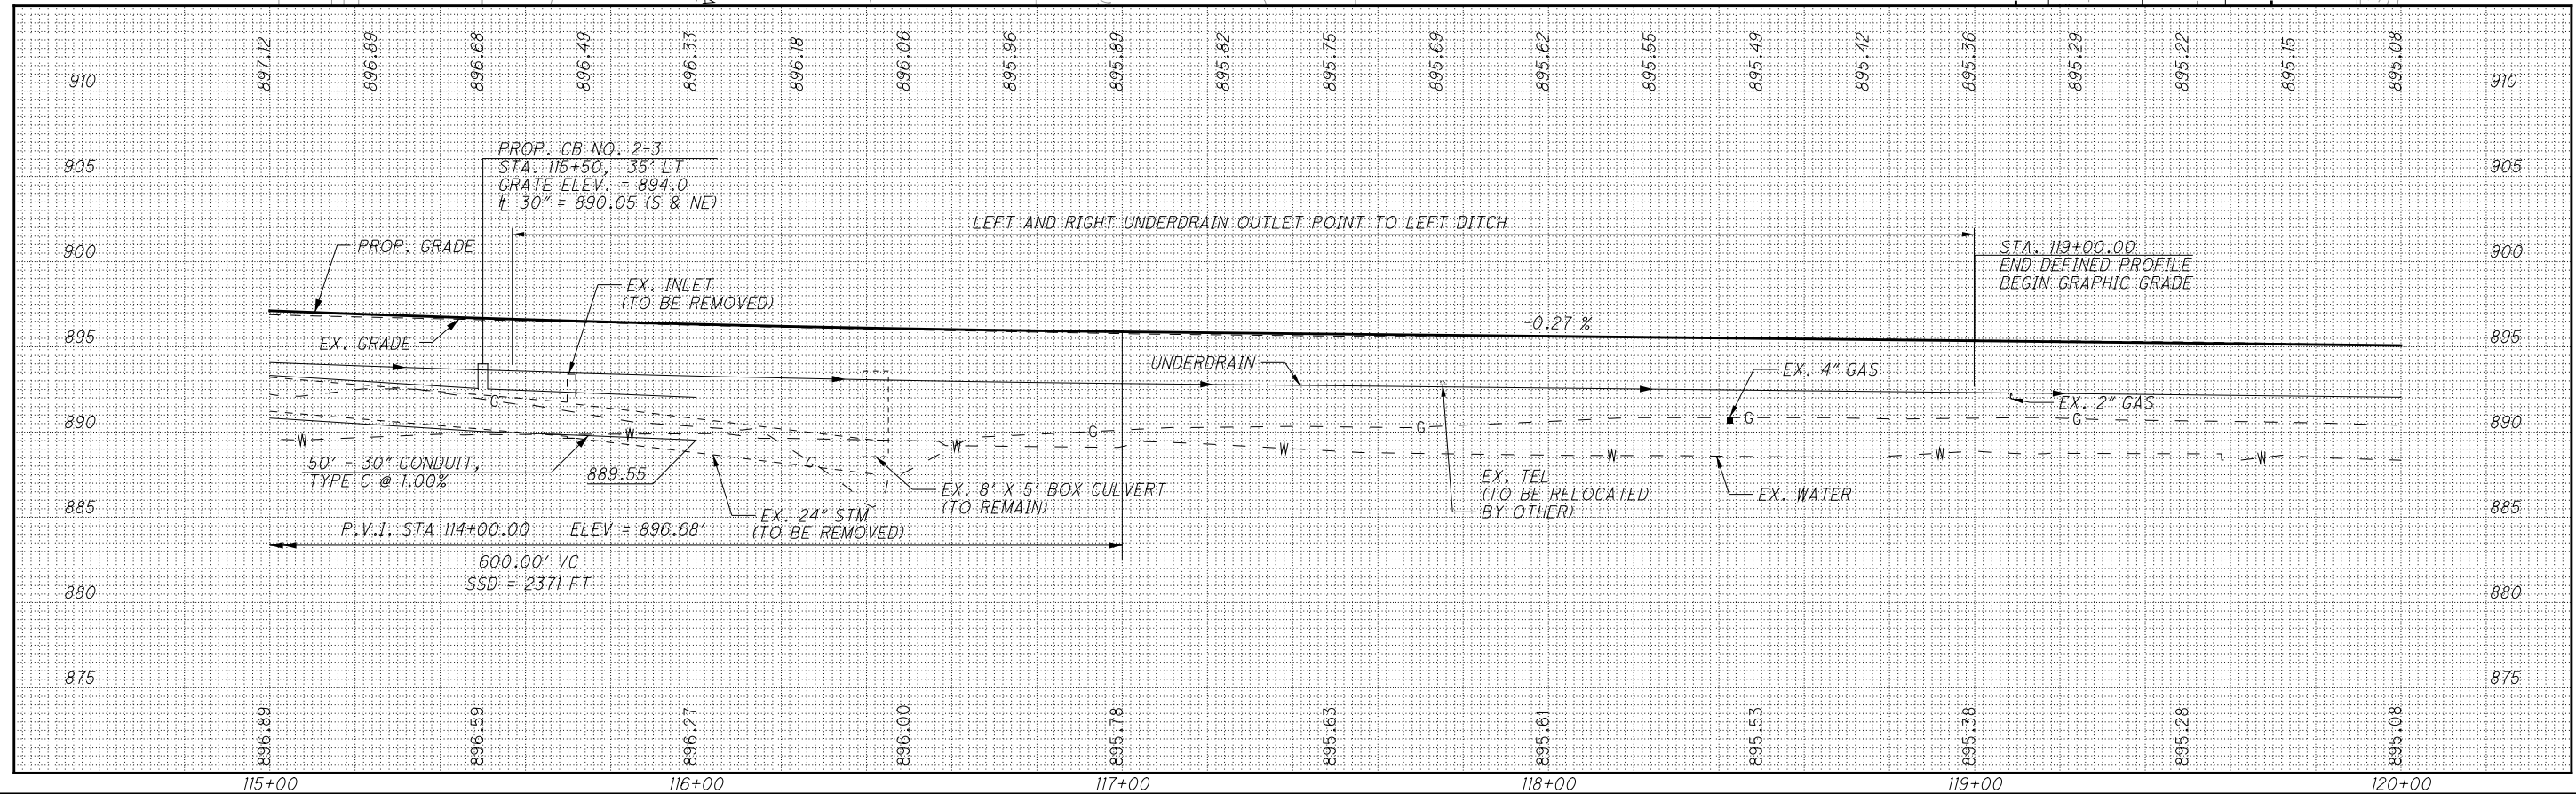 897.12 896.89 896.68 896.49 896.33 896.18 896.06 895.96 895.89 895.82 895.75 895.69 895.62 895.55 895.49 895.42 895.36 895.29 895.22 895.15 895.08
910 910
PROP. CB NO. 2-3
905 STA. 115+50, 35' LT 905
GRATE ELEV. = 894.0
30" = 890.05 (S & NE)
LEFT AND RIGHT UNDERDRAIN OUTLET POINT TO LEFT DITCH
PROP. GRADE
900 900
STA. 119+00.00
END DEFINED PROFILE
BEGIN GRAPHIC GRADE
EX. INLET
(TO BE REMOVED)
-0.27 %
895 895
EX. GRADE
UNDERDRAIN
EX. 4" GAS
EX. 2" GAS
G
890 890
G G G G
W W W W W W
G
50' - 30" CONDUIT,
TYPE C @ 1.00%
889.55
EX. 8' X 5' BOX CULVERT
(TO REMAIN)
EX. TEL
(TO BE RELOCATED
BY OTHER)
EX. WATER
885 885
EX. 24" STM
(TO BE REMOVED)
P.V.I. STA 114+00.00 ELEV = 896.68'
600.00' VC
SSD = 2371 FT
880 880
875 875
896.89 896.59 896.27 896.00 895.78 895.63 895.61 895.53 895.38 895.28 895.08
115+00 116+00 117+00 118+00 119+00 120+00